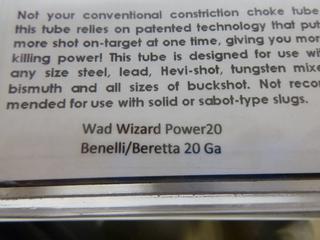 Not your conventional constriction choke tube
this tube relies on patented technology that put
more shot on-target at one time, giving you mor
killing power! This tube is designed for use wi
any size steel, lead, Hevi-shot, tungsten mixe
bismuth and all sizes of buckshot. Not reco
mended for use with solid or sabot-type slugs.
Wad Wizard Power20
Benelli/Beretta 20 Ga